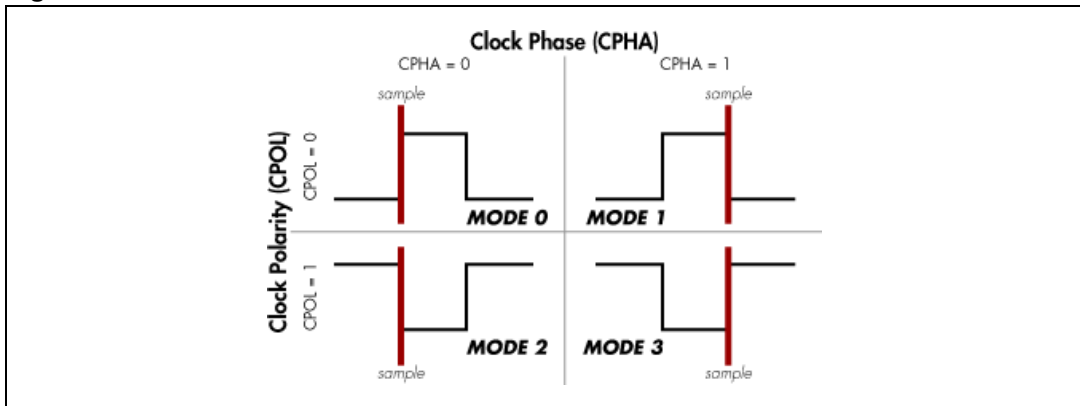 Clock Phase (CPHA)
CPHA = 0
CPHA = 1
sample
sample
Clock Polarity (CPOL)
CPOL = 0
MODE 0
MODE 1
CPOL = 1
MODE 2
MODE 3
sample
sample